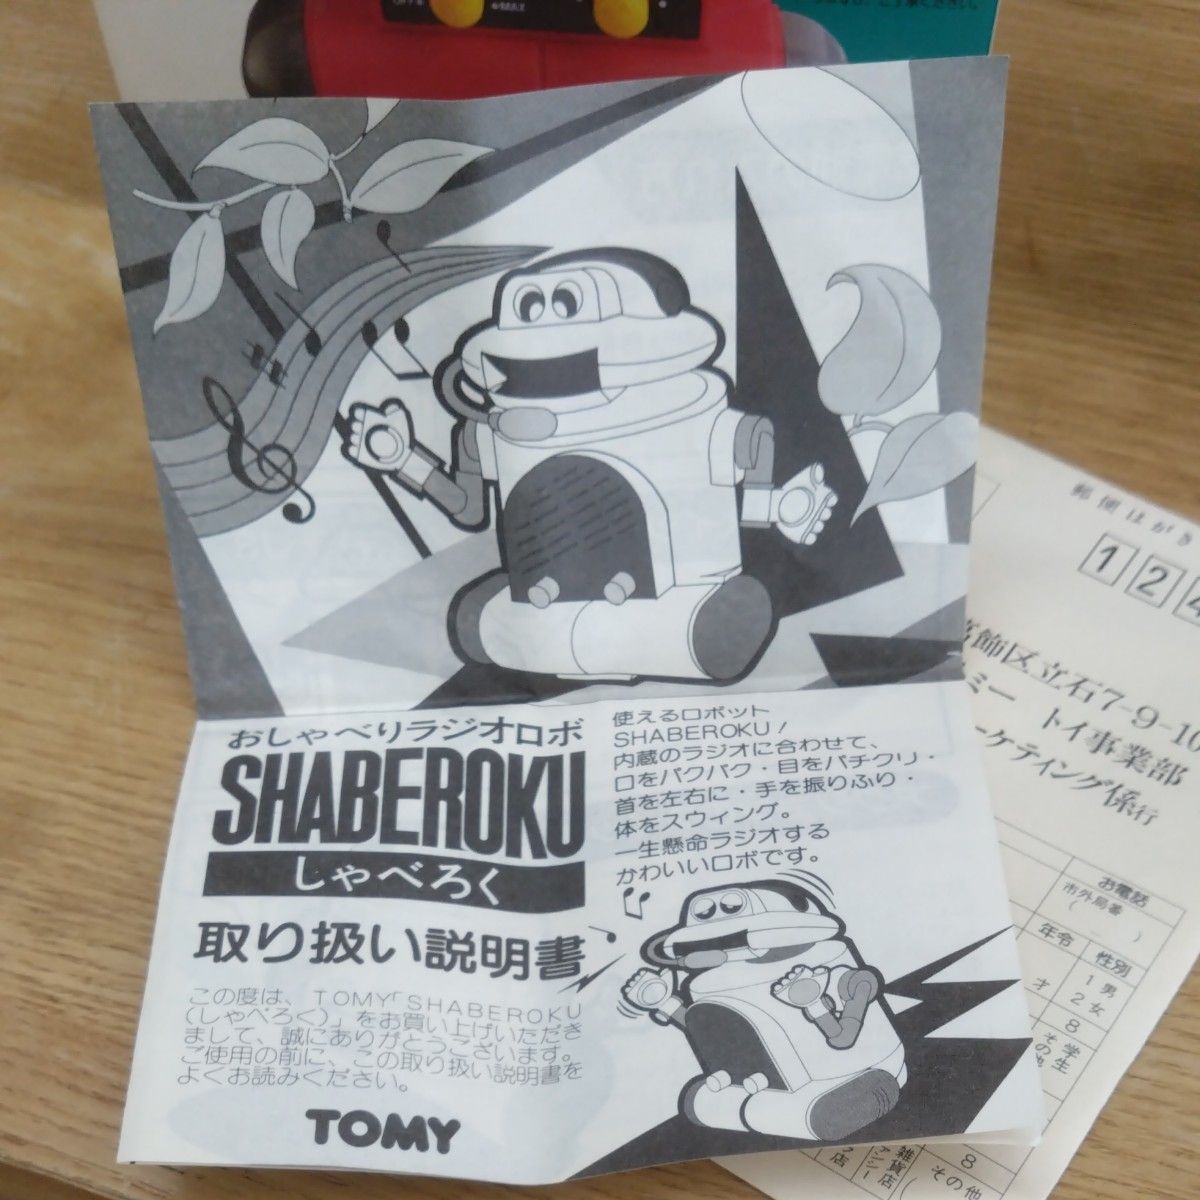 おしゃべりラジオロボ
SHABEROKU
しゃべろく
取り扱い説明書
この度は、TOMY「SHABEROKU
(しゃべろく)」をお買い上げいただき
まして、誠にありがとうございます。
ご使用の前に、この取り扱い説明書を
よくお読みください。
TOMY
使えるロボット
SHABEROKU!
内蔵のラジオに合わせて、
口をパクパク・目をパチクリ・
首を左右に・手を振りふり・
体をスウィング。
一生懸命ラジオする
かわいいロボです。
郵便はがき
124
飾区立石7-9-10
ミー トイ事業部
ーケティング係行
お電話
市外局番
( )
年令
性別
才
1男
2女
8
学生
その他
8
その他
雑貨店